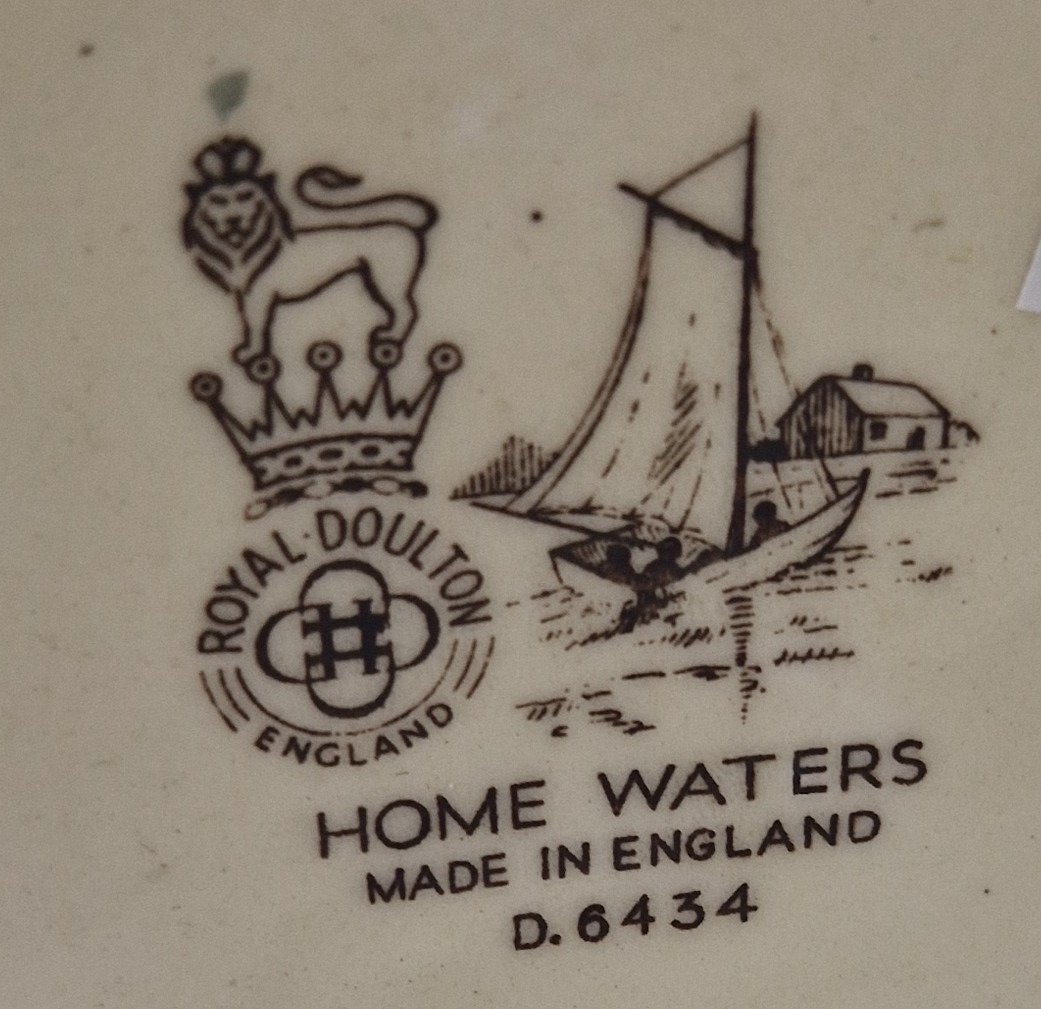 ROYAL·DOULTON
ENGLAND
HOME WATERS
MADE IN ENGLAND
D.6434